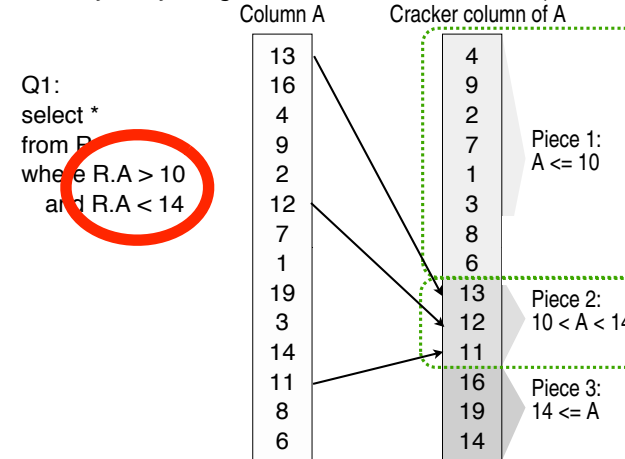 Column A
Cracker column of A
Q1:
select *
from R
where R.A > 10
and R.A < 14
13
16
4
9
2
12
7
1
19
3
14
11
8
6
4
9
2
7
1
3
8
6
13
12
11
16
19
14
Piece 1:
A <= 10
Piece 2:
10 < A < 14
Piece 3:
14 <= A